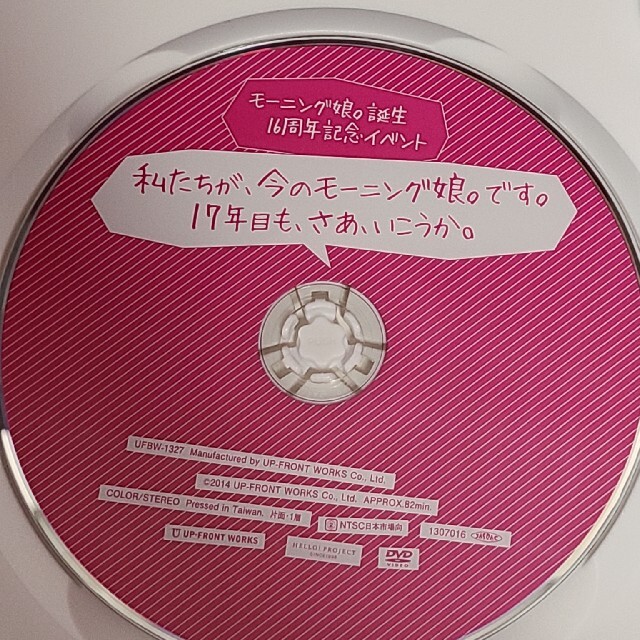 モーニング娘。誕生
16周年記念イベント
私たちが、今のモーニング娘。です。
17年目も、さあ、いこうか。
UFBW-1327 Manufactured by UP-FRONT WORKS Co., Ltd.
©2014 UP-FRONT WORKS Co., Ltd. APPROX.82min.
COLOR/STEREO Pressed in Taiwan. 片面・1層
2 NTSC日本市場向
1307016 JASRAC
UP-FRONT WORKS
HELLO! PROJECT
SINCE1998
DVD
VIDEO